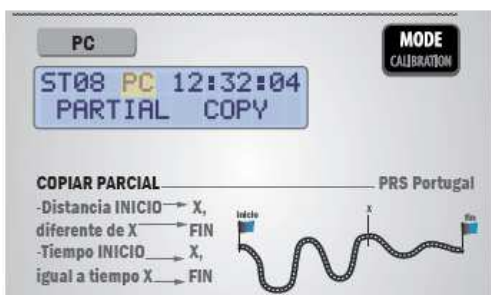 PC
MODE
CALIBRATION
ST08 PC 12:32:04
PARTIAL COPY
COPIAR PARCIAL PRS Portugal
-Distancia INICIO X,
diferente de X FIN
-Tiempo INICIO X,
igual a tiempo X FIN
Inicio
X
fin